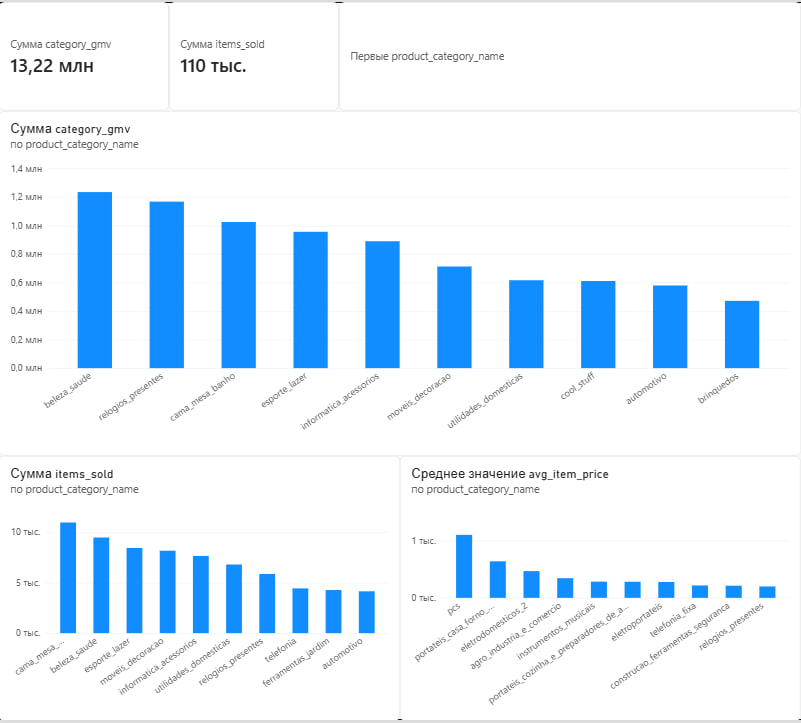 Сумма category_gmv
13,22 млн
Сумма items_sold
110 тыс.
Первые product_category_name
Сумма category_gmv
по product_category_name
1,4 млн
1,2 млн
1,0 млн
0,8 млн
0,6 млн
0,4 млн
0,2 млн
0,0 млн
beleza_saude
relogios_presentes
cama_mesa_banho
esporte_lazer
informatica_acessorios
moveis_decoracao
utilidades_domesticas
cool_stuff
automotivo
brinquedos
Сумма items_sold
по product_category_name
10 тыс.
5 тыс.
0 тыс.
cama_mesa_...
beleza_saude
esporte_lazer
moveis_decoracao
informatica_acessorios
utilidades_domesticas
relogios_presentes
telefonia
ferramentas_jardim
automotivo
Среднее значение avg_item_price
по product_category_name
1 тыс.
0 тыс.
pcs
portateis_casa_forno_...
eletrodomesticos_2
agro_industria_e_comercio
instrumentos_musicais
portateis_cozinha_e_preparadores_de_a...
eletroportateis
telefonia_fixa
construcao_ferramentas_seguranca
relogios_presentes